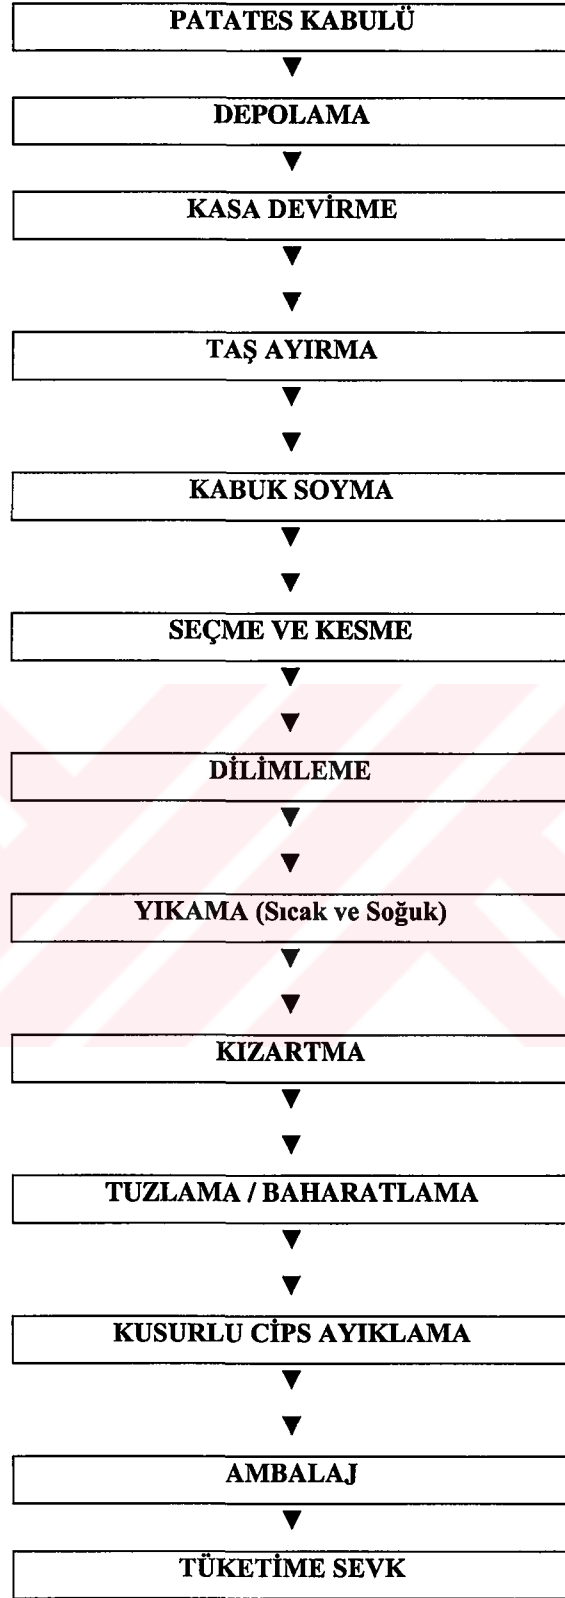 PATATES KABULÜ
DEPOLAMA
KASA DEVİRME
TAŞ AYIRMA
KABUK SOYMA
SEÇME VE KESME
DİLİMLEME
YIKAMA (Sıcak ve Soğuk)
KIZARTMA
TUZLAMA / BAHARATLAMA
KUSURLU CİPS AYIKLAMA
AMBALAJ
TÜKETİME SEVK